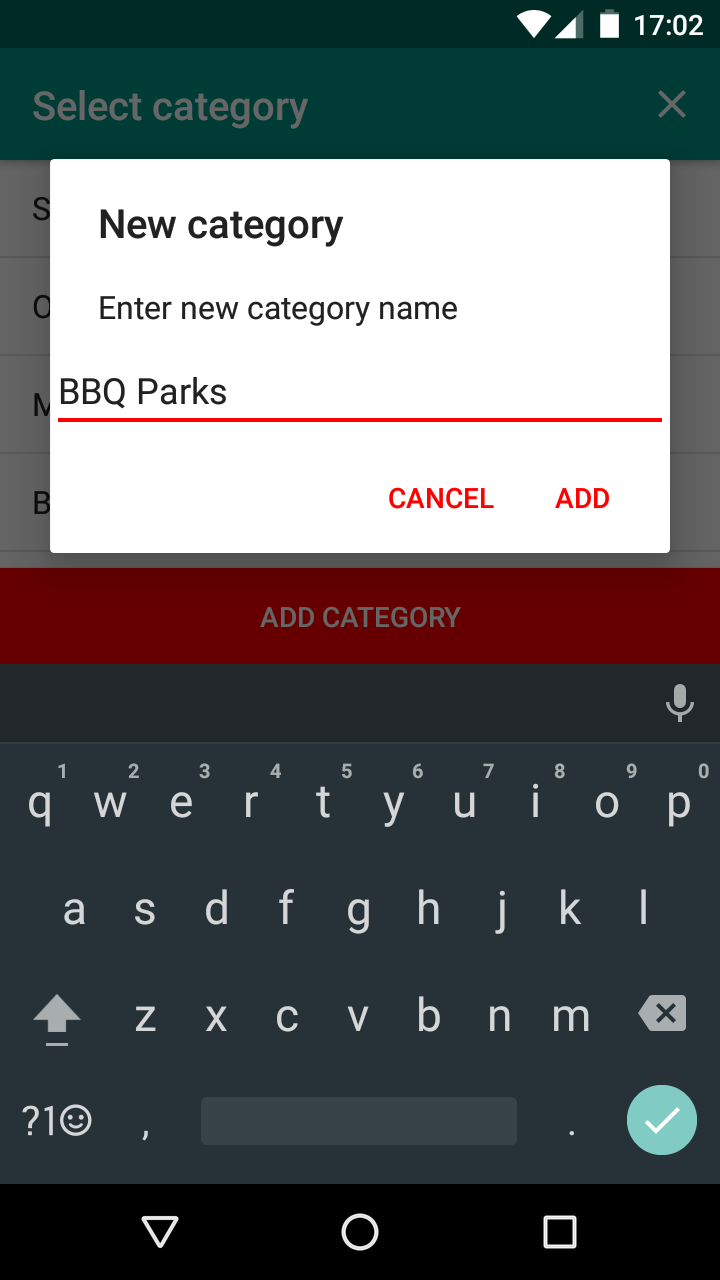 17:02
Select category
S
New category
Enter new category name
O
BBQ Parks
M
CANCEL ADD
B
ADD CATEGORY
1 2 3 4 5 6 7 8 9 0
q w e r t y u i o p
a s d f g h j k l
z x c v b n m
?1☺ , .